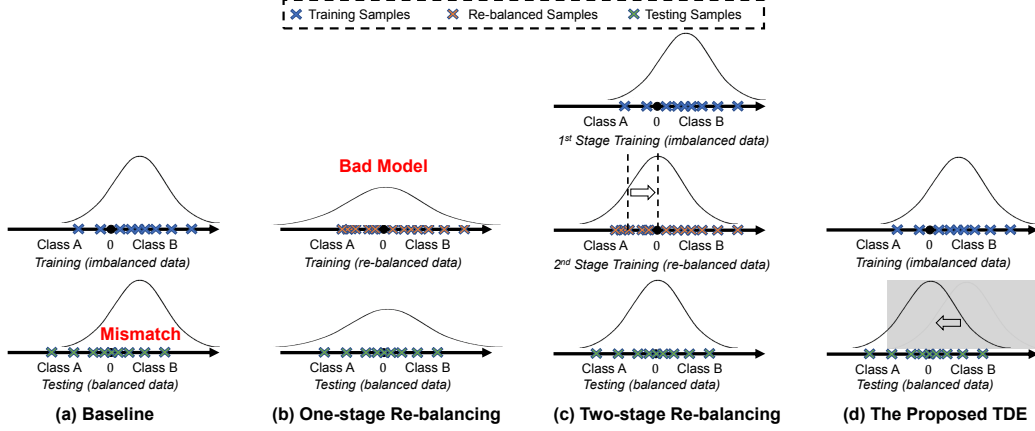 Training Samples Re-balanced Samples Testing Samples
Class A 0 Class B
1st Stage Training (imbalanced data)
Bad Model
Class A 0 Class B
Training (imbalanced data)
Class A 0 Class B
Training (re-balanced data)
Class A 0 Class B
2nd Stage Training (re-balanced data)
Class A 0 Class B
Training (imbalanced data)
Mismatch
Class A 0 Class B
Testing (balanced data)
Class A 0 Class B
Testing (balanced data)
Class A 0 Class B
Testing (balanced data)
Class A 0 Class B
Testing (balanced data)
(a) Baseline
(b) One-stage Re-balancing
(c) Two-stage Re-balancing
(d) The Proposed TDE